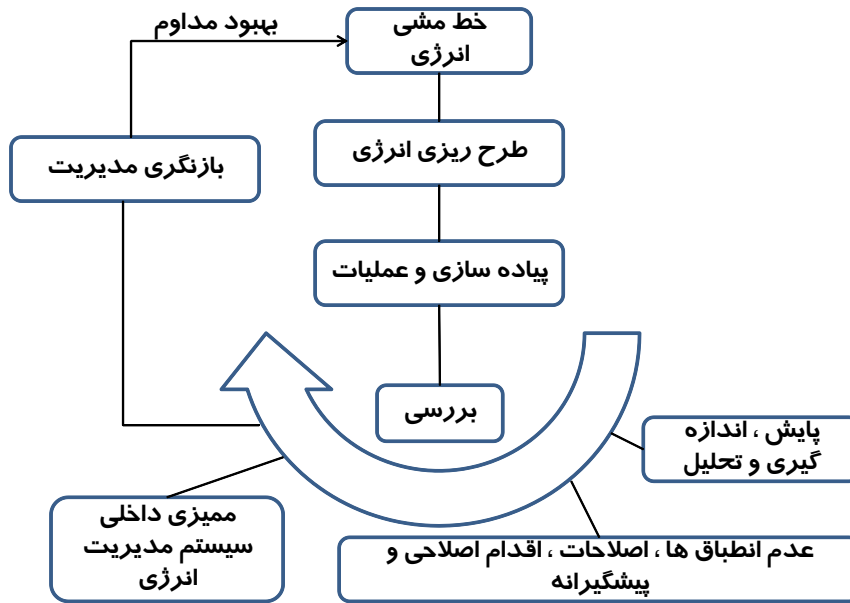 بهبود مداوم
خط مشی
انرژی
طرح ریزی انرژی
بازنگری مدیریت
پیاده سازی و عملیات
بررسی
پایش ، اندازه
گیری و تحلیل
ممیزی داخلی
سیستم مدیریت
انرژی
عدم انطباق ها ، اصلاحات ، اقدام اصلاحی و
پیشگیرانه